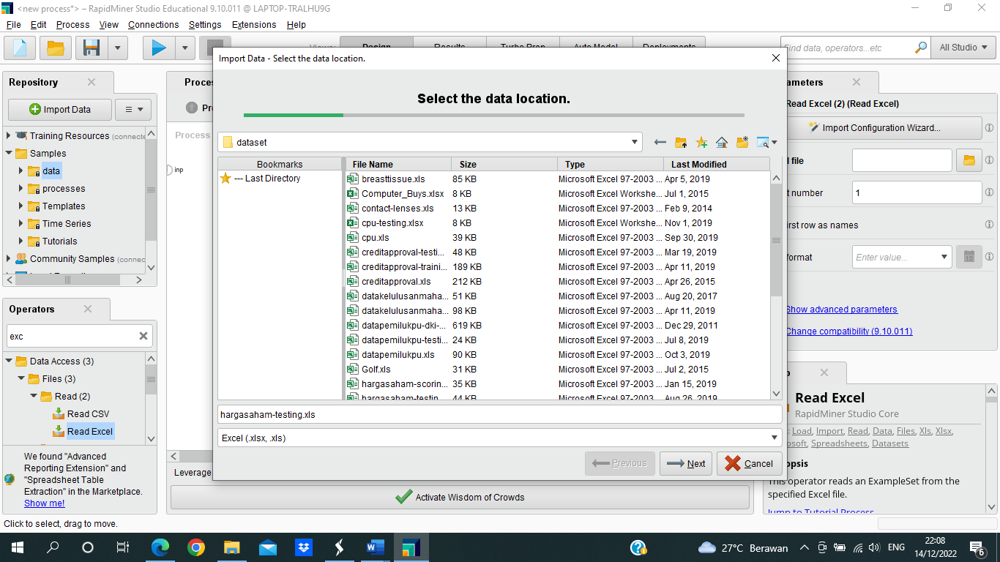 <new process*> – RapidMiner Studio Educational 9.10.011 @ LAPTOP-TRALHU9G
File Edit Process View Connections Settings Extensions Help
Views: Design Results Turbo Prep Auto Model Deployments
Find data, operators...etc
All Studio
Repository
Import Data
Training Resources (connecte
Samples
data
processes
Templates
Time Series
Tutorials
Community Samples (connec
Operators
exc
Data Access (3)
Files (3)
Read (2)
Read CSV
Read Excel
We found "Advanced
Reporting Extension" and
"Spreadsheet Table
Extraction" in the Marketplace.
Show me!
Click to select, drag to move.
Proces
Pr
Process
inp
Leverage
Activate Wisdom of Crowds
Import Data - Select the data location.
Select the data location.
dataset
Bookmarks
--- Last Directory
File Name Size Type Last Modified
breasttissue.xls 85 KB Microsoft Excel 97-2003 ... Apr 5, 2019
Computer_Buys.xlsx 8 KB Microsoft Excel Workshe... Jul 1, 2015
contact-lenses.xls 13 KB Microsoft Excel 97-2003 ... Feb 9, 2014
cpu-testing.xlsx 8 KB Microsoft Excel Workshe... Nov 1, 2019
cpu.xls 39 KB Microsoft Excel 97-2003 ... Sep 30, 2019
creditapproval-testi... 48 KB Microsoft Excel 97-2003 ... Mar 19, 2019
creditapproval-traini... 189 KB Microsoft Excel 97-2003 ... Apr 11, 2019
creditapproval.xls 212 KB Microsoft Excel 97-2003 ... Apr 26, 2015
datakelulusanmaha... 51 KB Microsoft Excel 97-2003 ... Aug 20, 2017
datakelulusanmaha... 98 KB Microsoft Excel 97-2003 ... Apr 11, 2019
datapemilukpu-dki-... 619 KB Microsoft Excel 97-2003 ... Dec 29, 2011
datapemilukpu-testi... 24 KB Microsoft Excel 97-2003 ... Jul 8, 2019
datapemilukpu.xls 90 KB Microsoft Excel 97-2003 ... Oct 3, 2019
Golf.xls 31 KB Microsoft Excel 97-2003 ... Jul 2, 2015
hargasaham-scorin... 35 KB Microsoft Excel 97-2003 ... Jan 15, 2019
hargasaham-testin... 44 KB Microsoft Excel 97-2003 ... Aug 26, 2019
hargasaham-testing.xls
Excel (.xlsx, .xls)
Previous Next Cancel
ameters
Read Excel (2) (Read Excel)
Import Configuration Wizard...
l file
t number 1
irst row as names
format Enter value...
12
Show advanced parameters
Change compatibility (9.10.011)
p
Read Excel
RapidMiner Studio Core
: Load, Import, Read, Data, Files, Xls, Xlsx,
osoft, Spreadsheets, Datasets
opsis
This operator reads an ExampleSet from the
specified Excel file.
Jump to Tutorial Process
27°C Berawan
ENG
22:08
14/12/2022
6